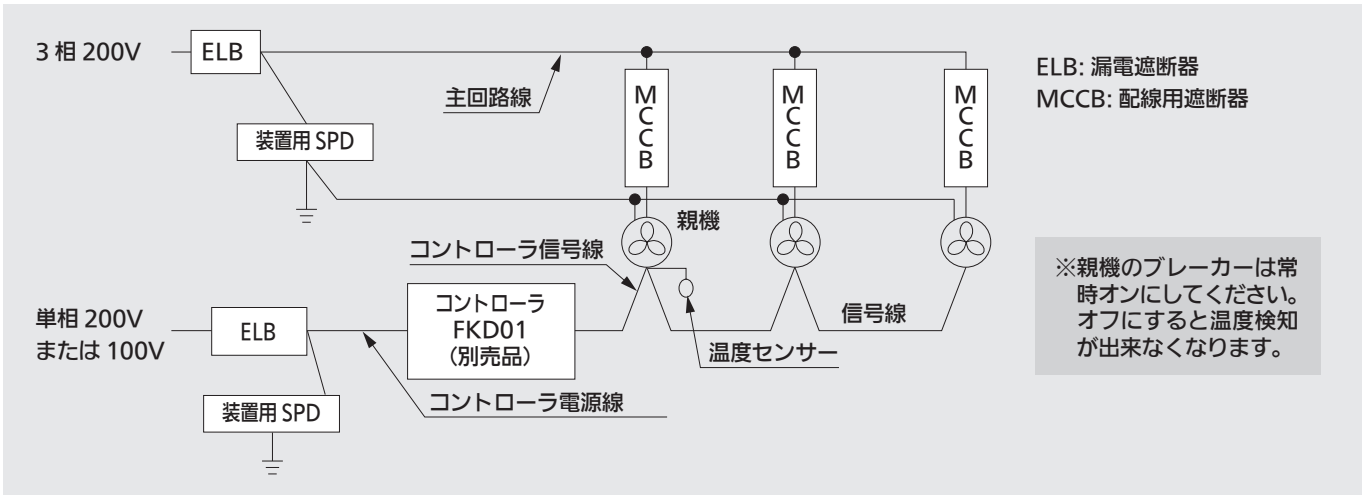 3相 200V
ELB
主回路線
装置用 SPD
MCCB
MCCB
MCCB
ELB: 漏電遮断器
MCCB: 配線用遮断器
親機
コントローラ信号線
単相 200V
または 100V
ELB
コントローラ
FKD01
(別売品)
信号線
温度センサー
装置用 SPD
コントローラ電源線
※親機のブレーカーは常
時オンにしてください。
オフにすると温度検知
が出来なくなります。